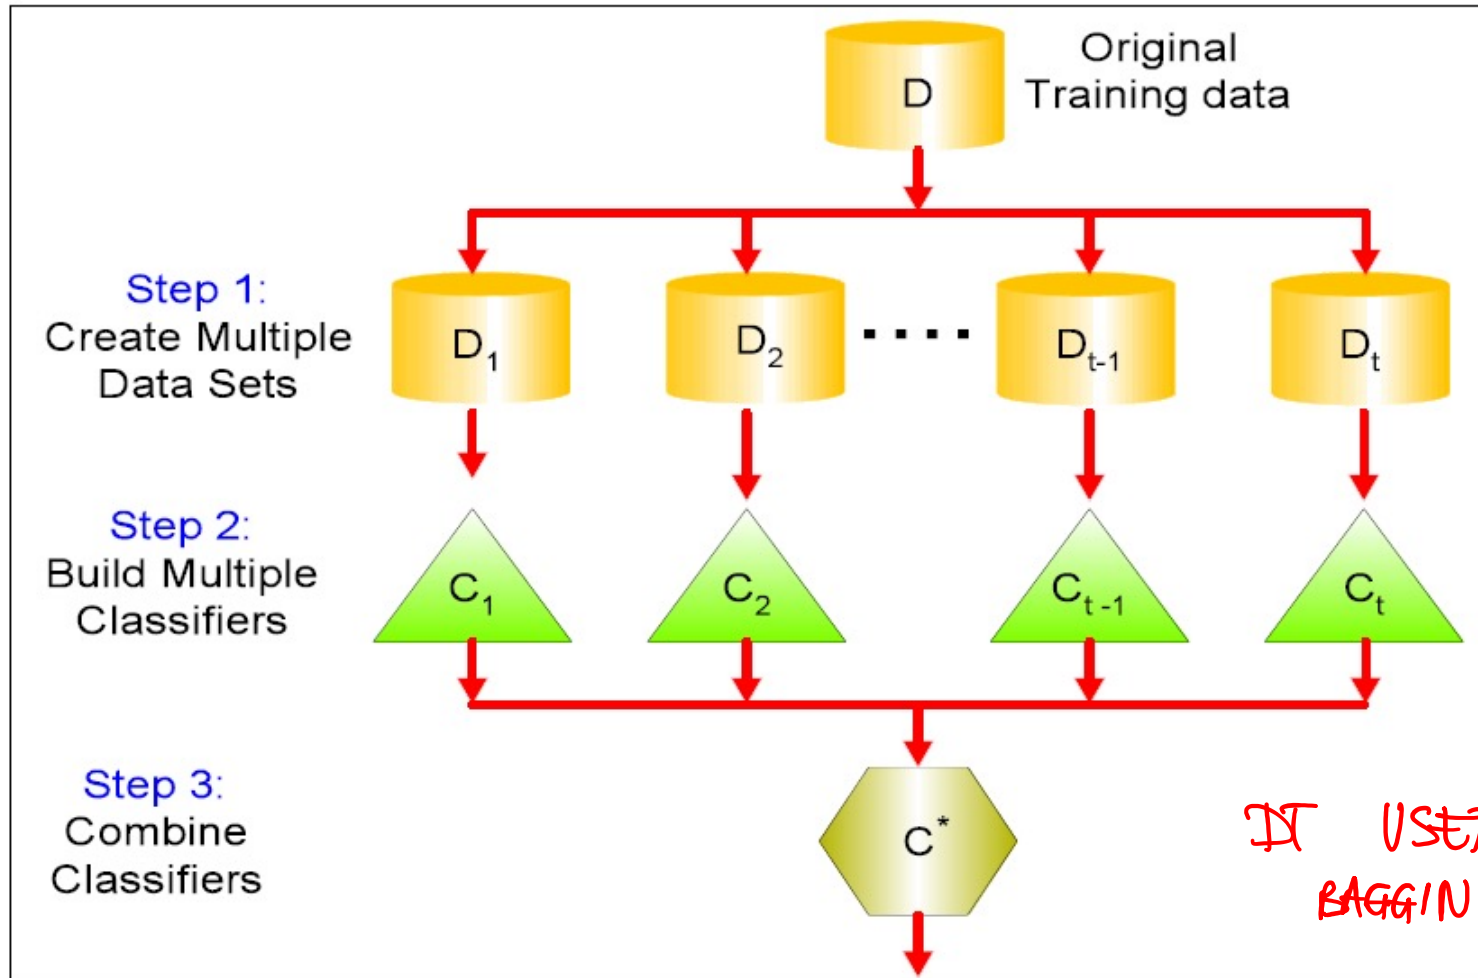 D
Original
Training data
Step 1:
Create Multiple
Data Sets
D1
D2
....
Dt-1
Dt
Step 2:
Build Multiple
Classifiers
C1
C2
Ct -1
Ct
Step 3:
Combine
Classifiers
C*
DT
BAGGIN